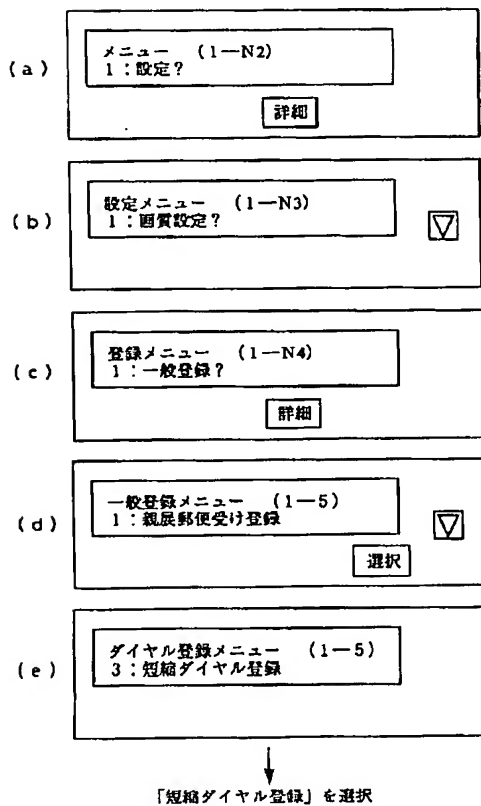 (a)
メニュー (1―N2)
1:設定?
詳細
(b)
設定メニュー (1―N3)
1:画質設定?
▽
(c)
登録メニュー (1―N4)
1:一般登録?
詳細
(d)
一般登録メニュー (1―5)
1:親展郵便受け登録
▽
選択
(e)
ダイヤル登録メニュー (1―5)
3:短縮ダイヤル登録
「短縮ダイヤル登録」を選択